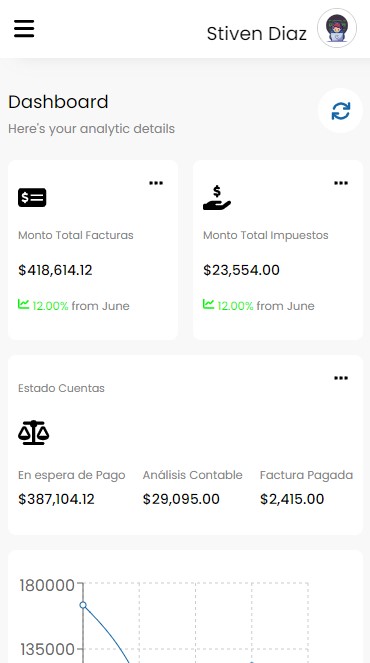 Stiven Diaz
Dashboard
Here's your analytic details
Monto Total Facturas
$418,614.12
12.00% from June
Monto Total Impuestos
$23,554.00
12.00% from June
Estado Cuentas
En espera de Pago
$387,104.12
Análisis Contable
$29,095.00
Factura Pagada
$2,415.00
180000
135000